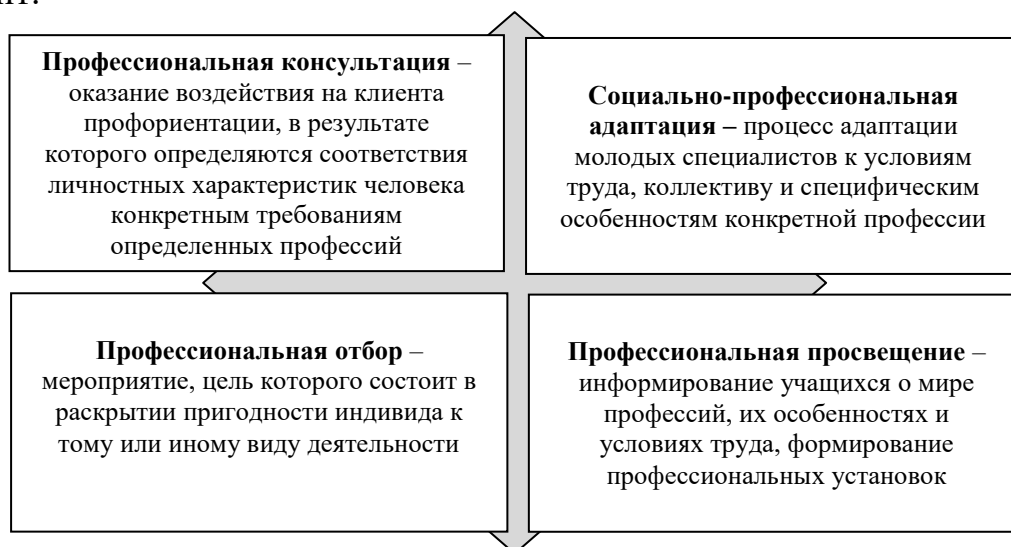 Профессиональная консультация –
оказание воздействия на клиента
профориентации, в результате
которого определяются соответствия
личностных характеристик человека
конкретным требованиям
определенных профессий
Социально-профессиональная
адаптация – процесс адаптации
молодых специалистов к условиям
труда, коллективу и специфическим
особенностям конкретной профессии
Профессиональная отбор –
мероприятие, цель которого состоит в
раскрытии пригодности индивида к
тому или иному виду деятельности
Профессиональная просвещение –
информирование учащихся о мире
профессий, их особенностях и
условиях труда, формирование
профессиональных установок